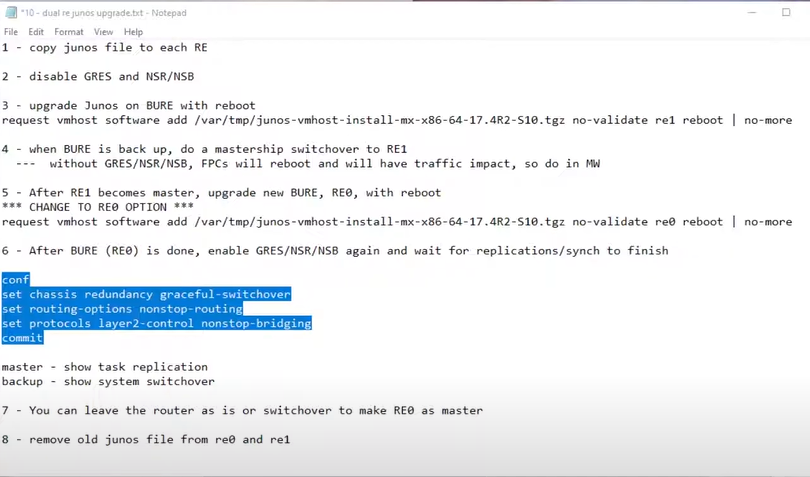 *10 - dual re junos upgrade.txt - Notepad
File Edit Format View Help
1 - copy junos file to each RE
2 - disable GRES and NSR/NSB
3 - upgrade Junos on BURE with reboot
request vmhost software add /var/tmp/junos-vmhost-install-mx-x86-64-17.4R2-S10.tgz no-validate re1 reboot | no-more
4 - when BURE is back up, do a mastership switchover to RE1
--- without GRES/NSR/NSB, FPCs will reboot and will have traffic impact, so do in MW
5 - After RE1 becomes master, upgrade new BURE, RE0, with reboot
*** CHANGE TO RE0 OPTION ***
request vmhost software add /var/tmp/junos-vmhost-install-mx-x86-64-17.4R2-S10.tgz no-validate re0 reboot | no-more
6 - After BURE (RE0) is done, enable GRES/NSR/NSB again and wait for replications/synch to finish
conf
set chassis redundancy graceful-switchover
set routing-options nonstop-routing
set protocols layer2-control nonstop-bridging
commit
master - show task replication
backup - show system switchover
7 - You can leave the router as is or switchover to make RE0 as master
8 - remove old junos file from re0 and re1